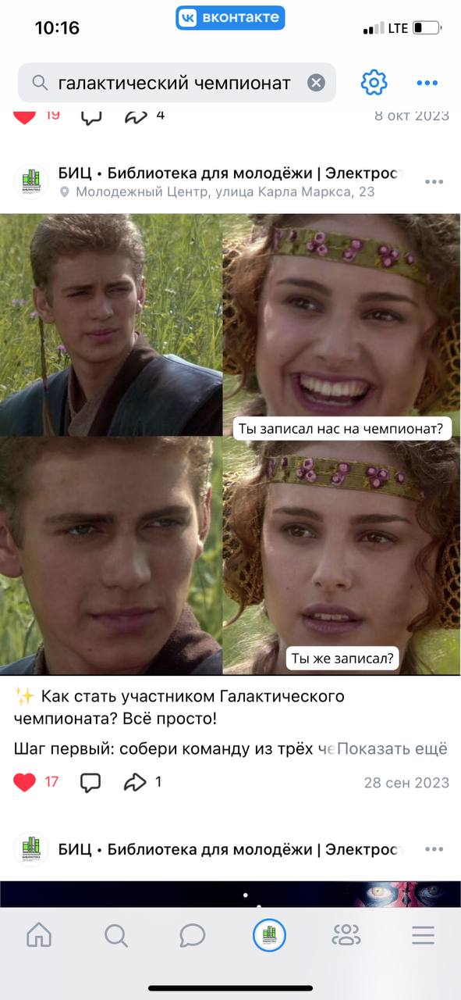 10:16
вконтакте
LTE
галактический чемпионат
19
4
8 окт 2023
БИЦ • Библиотека для молодёжи | Электрос
Молодежный Центр, улица Карла Маркса, 23
Ты записал нас на чемпионат?
Ты же записал?
✨ Как стать участником Галактического
чемпионата? Всё просто!
Шаг первый: собери команду из трёх че Показать ещё
17
1
28 сен 2023
БИЦ • Библиотека для молодёжи | Электрос